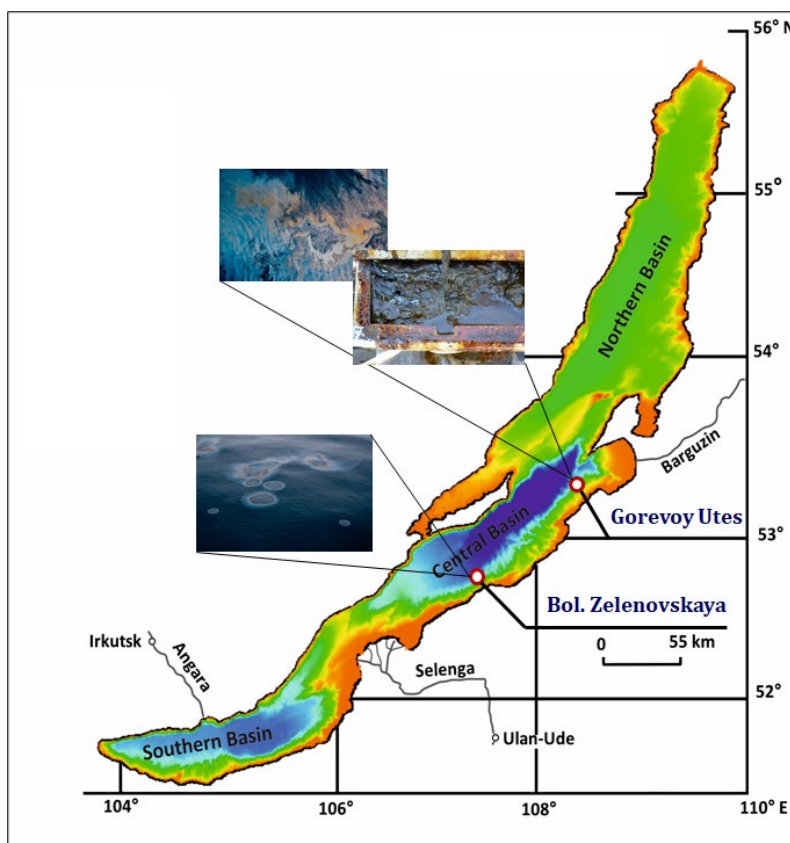 56° N
55°
Northern Basin
54°
Barguzin
Gorevoy Utes
53°
Central Basin
Bol. Zelenovskaya
0 55 km
Irkutsk
Angara
Selenga
52°
Southern Basin
Ulan-Ude
104° 106° 108° 110° E